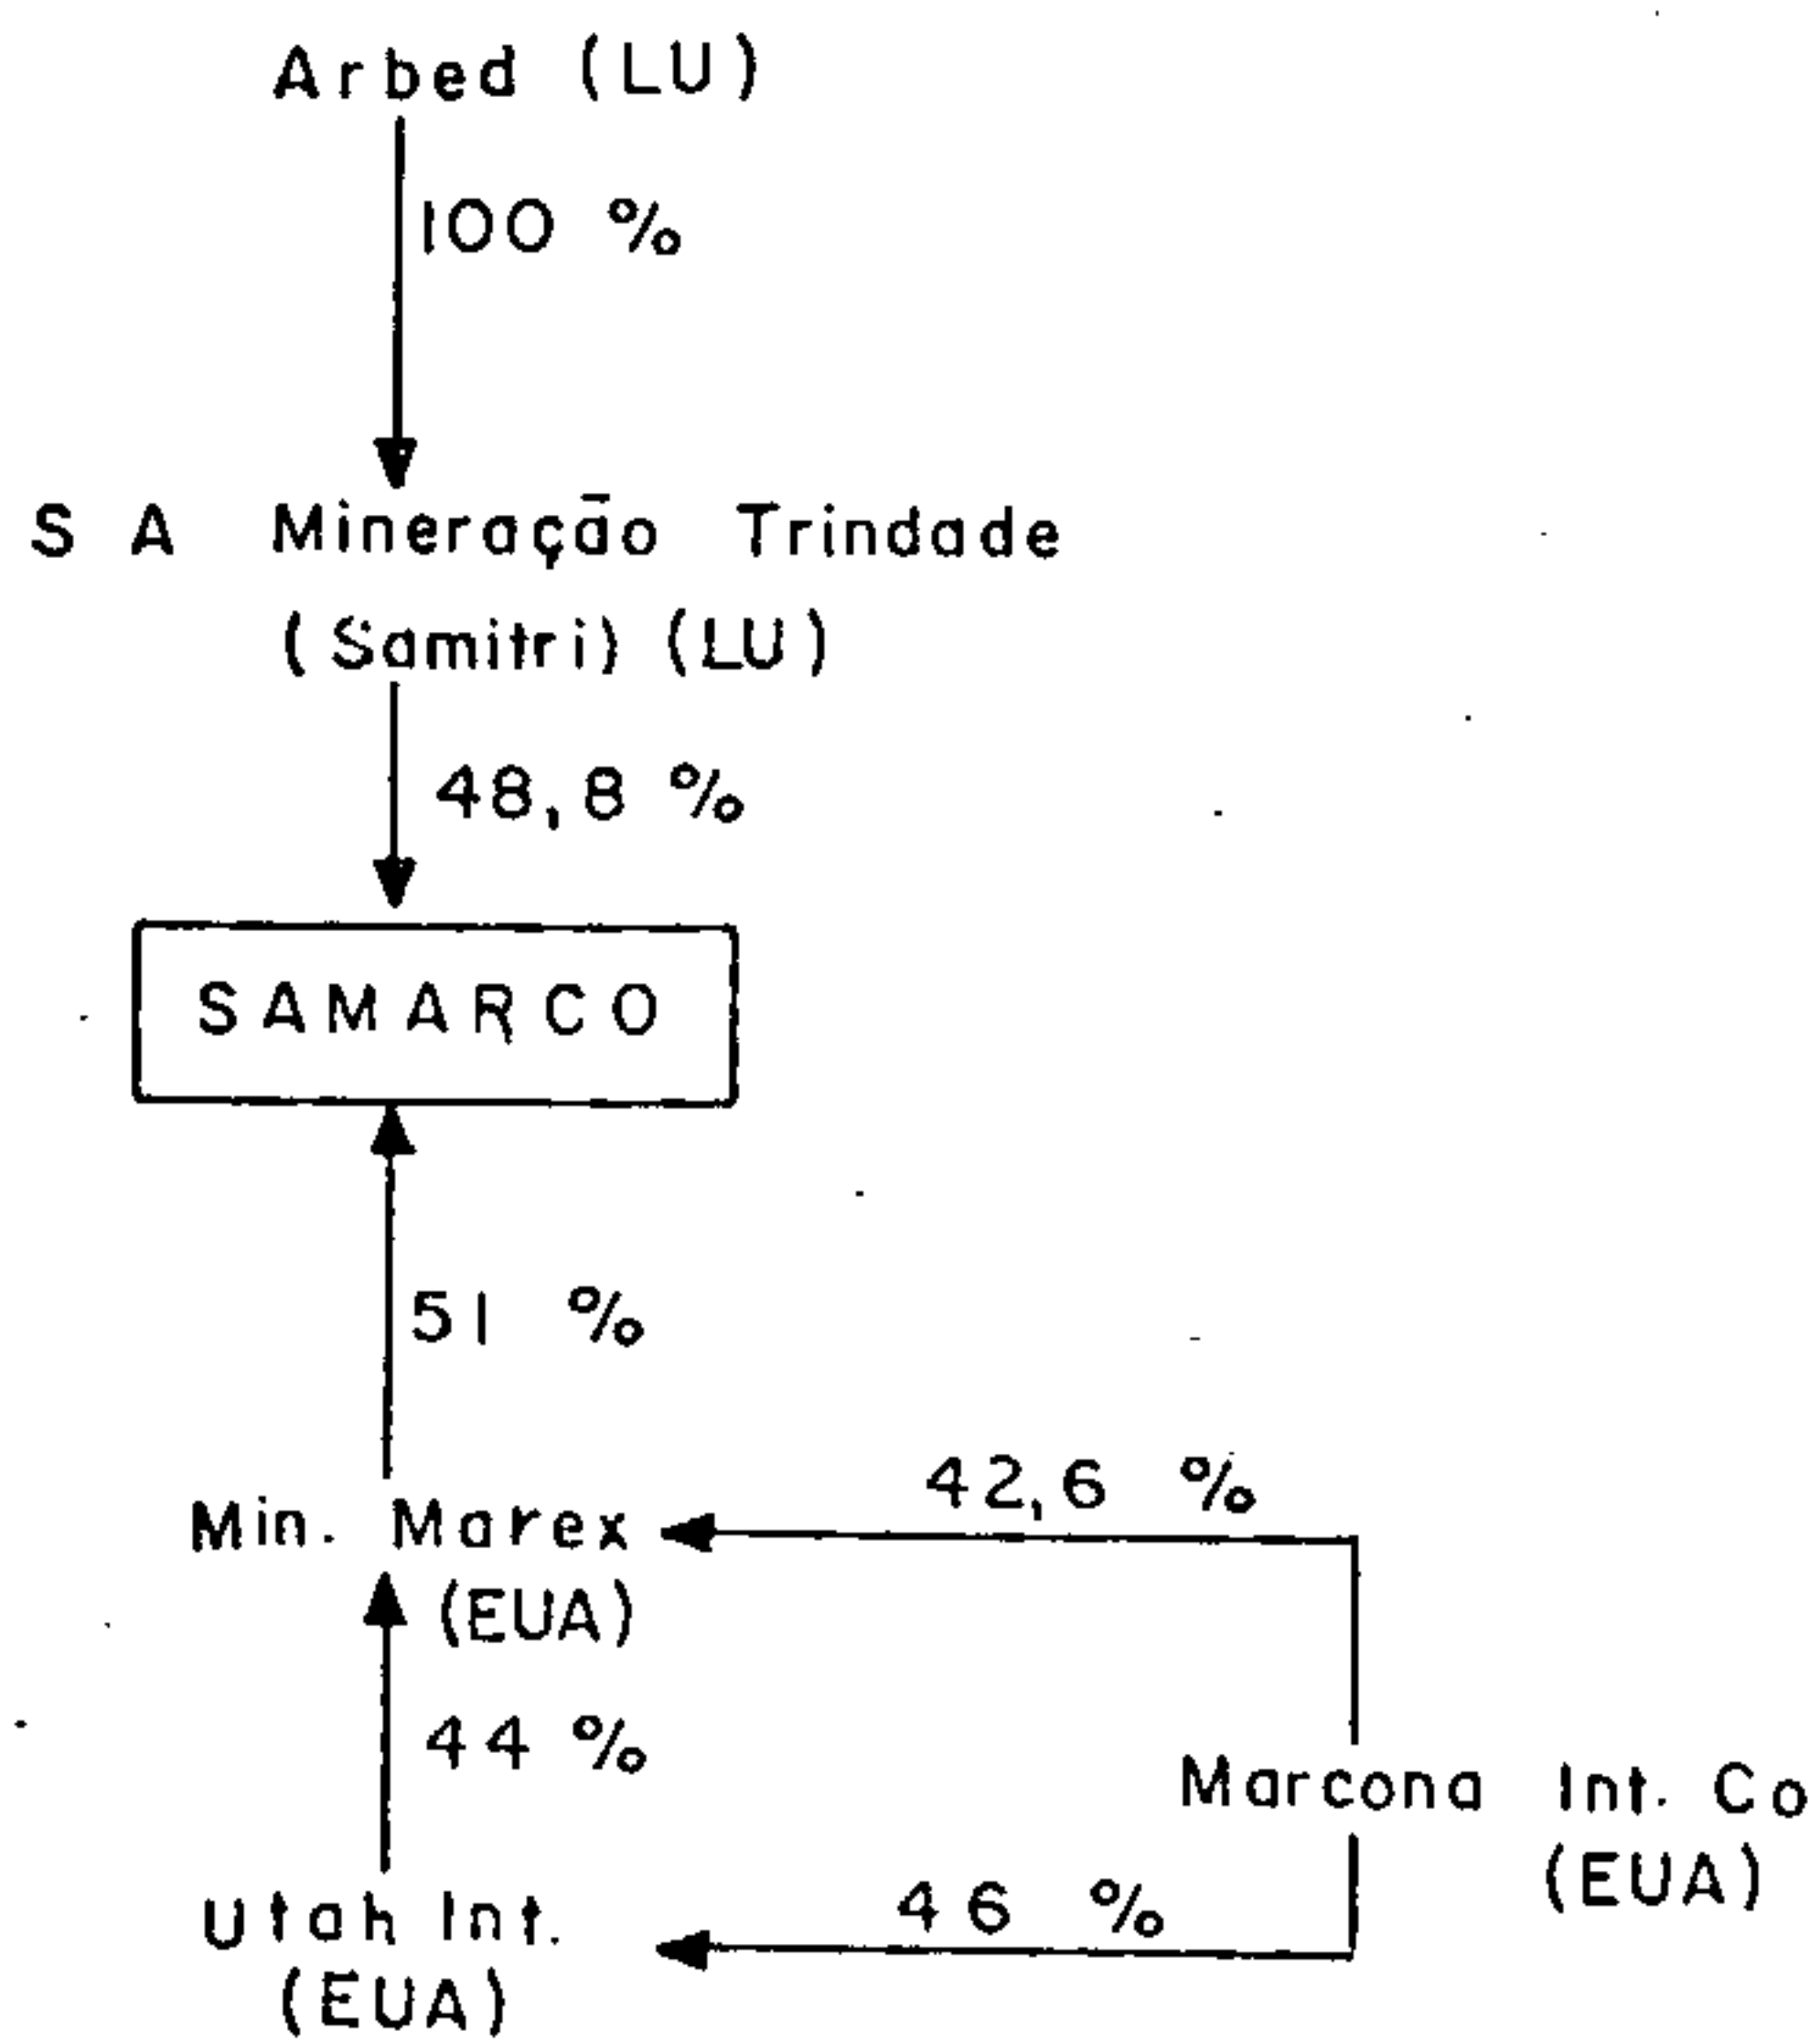 Arbed (LU)
100 %
S A Mineração Trindade
(Samitri) (LU)
48,8 %
SAMARCO
51 %
42,6 %
Min. Marex
(EUA)
44 %
Marcona Int. Co
(EUA)
46 %
Utah Int.
(EUA)